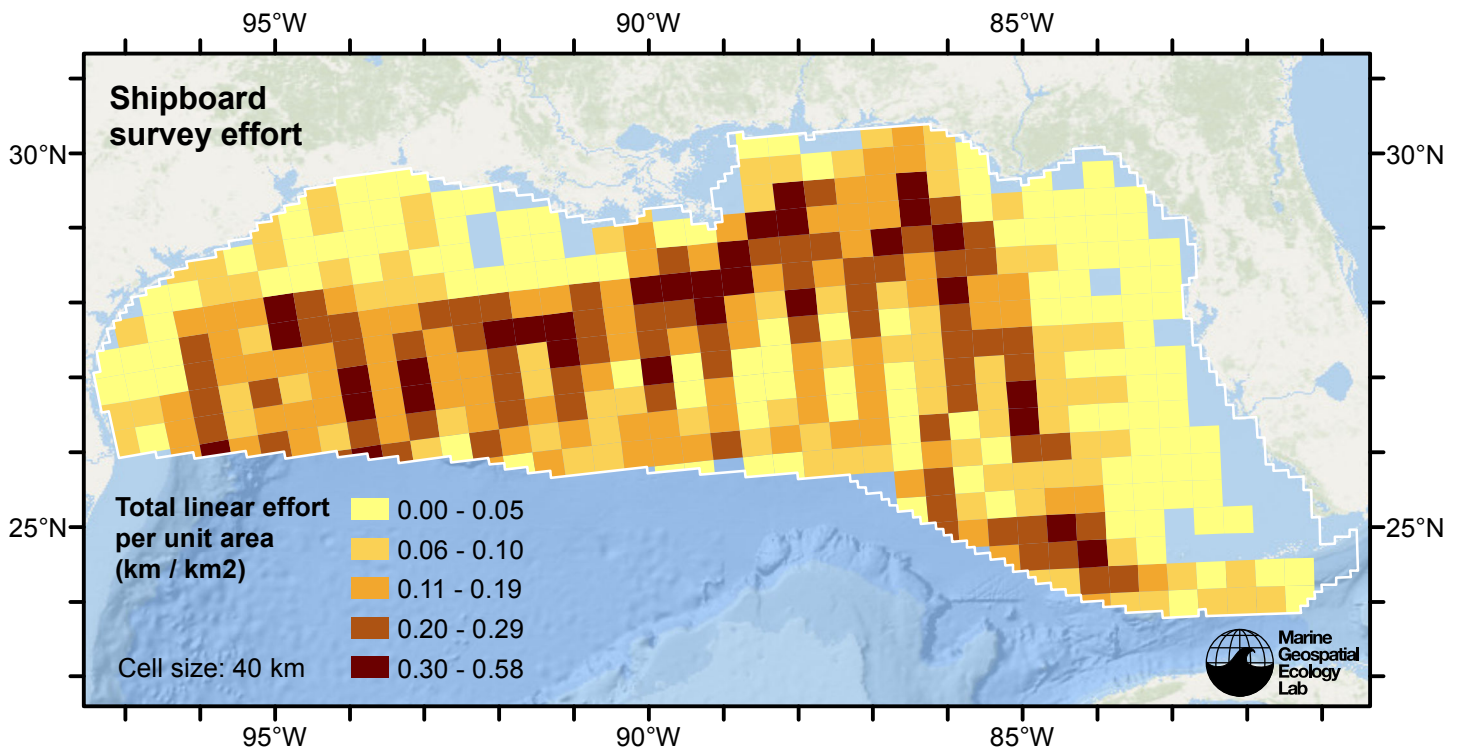 95°W 90°W 85°W
Shipboard
survey effort
30°N 30°N
25°N 25°N
Total linear effort
per unit area
(km / km2)
0.00 - 0.05
0.06 - 0.10
0.11 - 0.19
0.20 - 0.29
0.30 - 0.58
Cell size: 40 km
Marine
Geospatial
Ecology
Lab
95°W 90°W 85°W